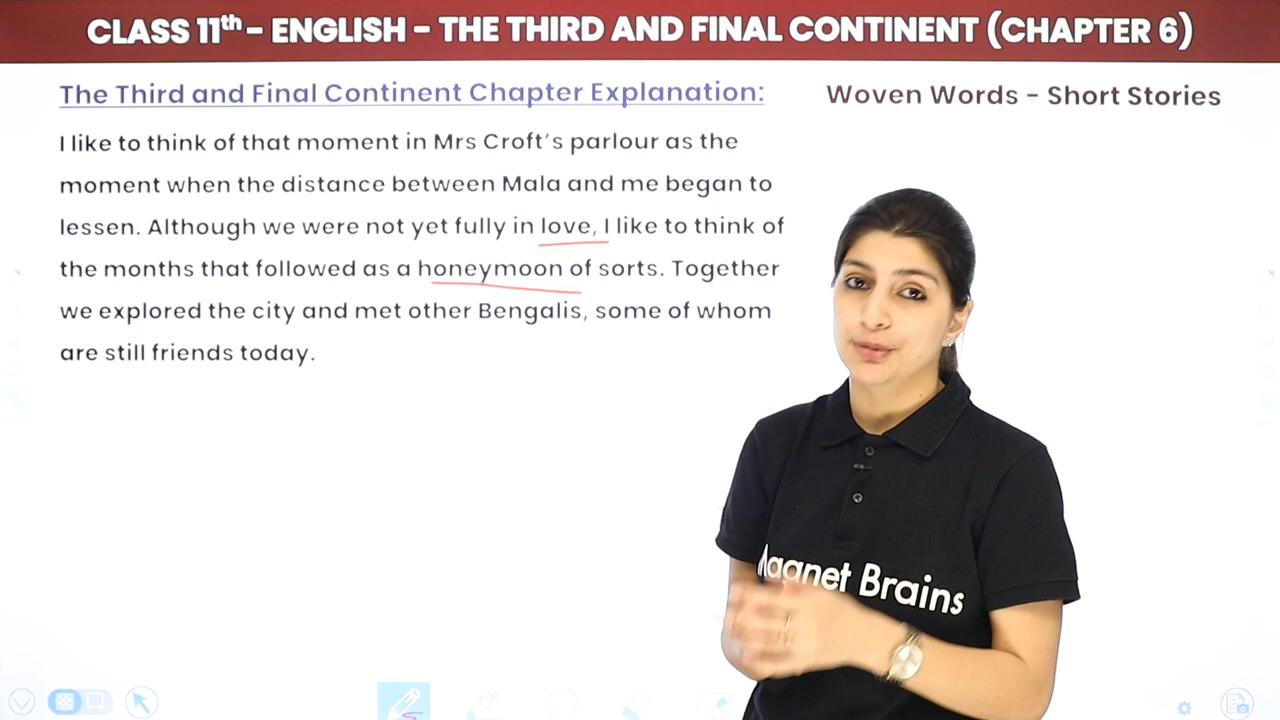 CLASS 11th - ENGLISH - THE THIRD AND FINAL CONTINENT (CHAPTER 6)
The Third and Final Continent Chapter Explanation:
Woven Words - Short Stories
I like to think of that moment in Mrs Croft's parlour as the
moment when the distance between Mala and me began to
lessen. Although we were not yet fully in love, I like to think of
the months that followed as a honeymoon of sorts. Together
we explored the city and met other Bengalis, some of whom
are still friends today.
Magnet Brains